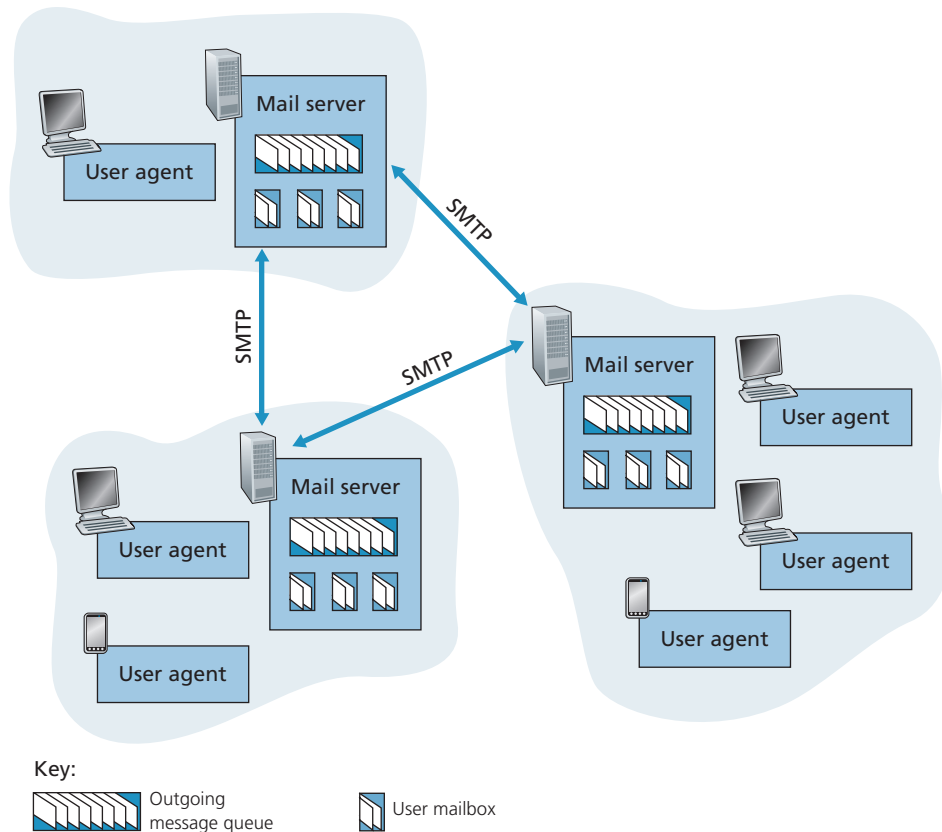 Mail server
User agent
SMTP
SMTP
SMTP
Mail server
User agent
User agent
User agent
Mail server
User agent
User agent
Key:
Outgoing
message queue
User mailbox